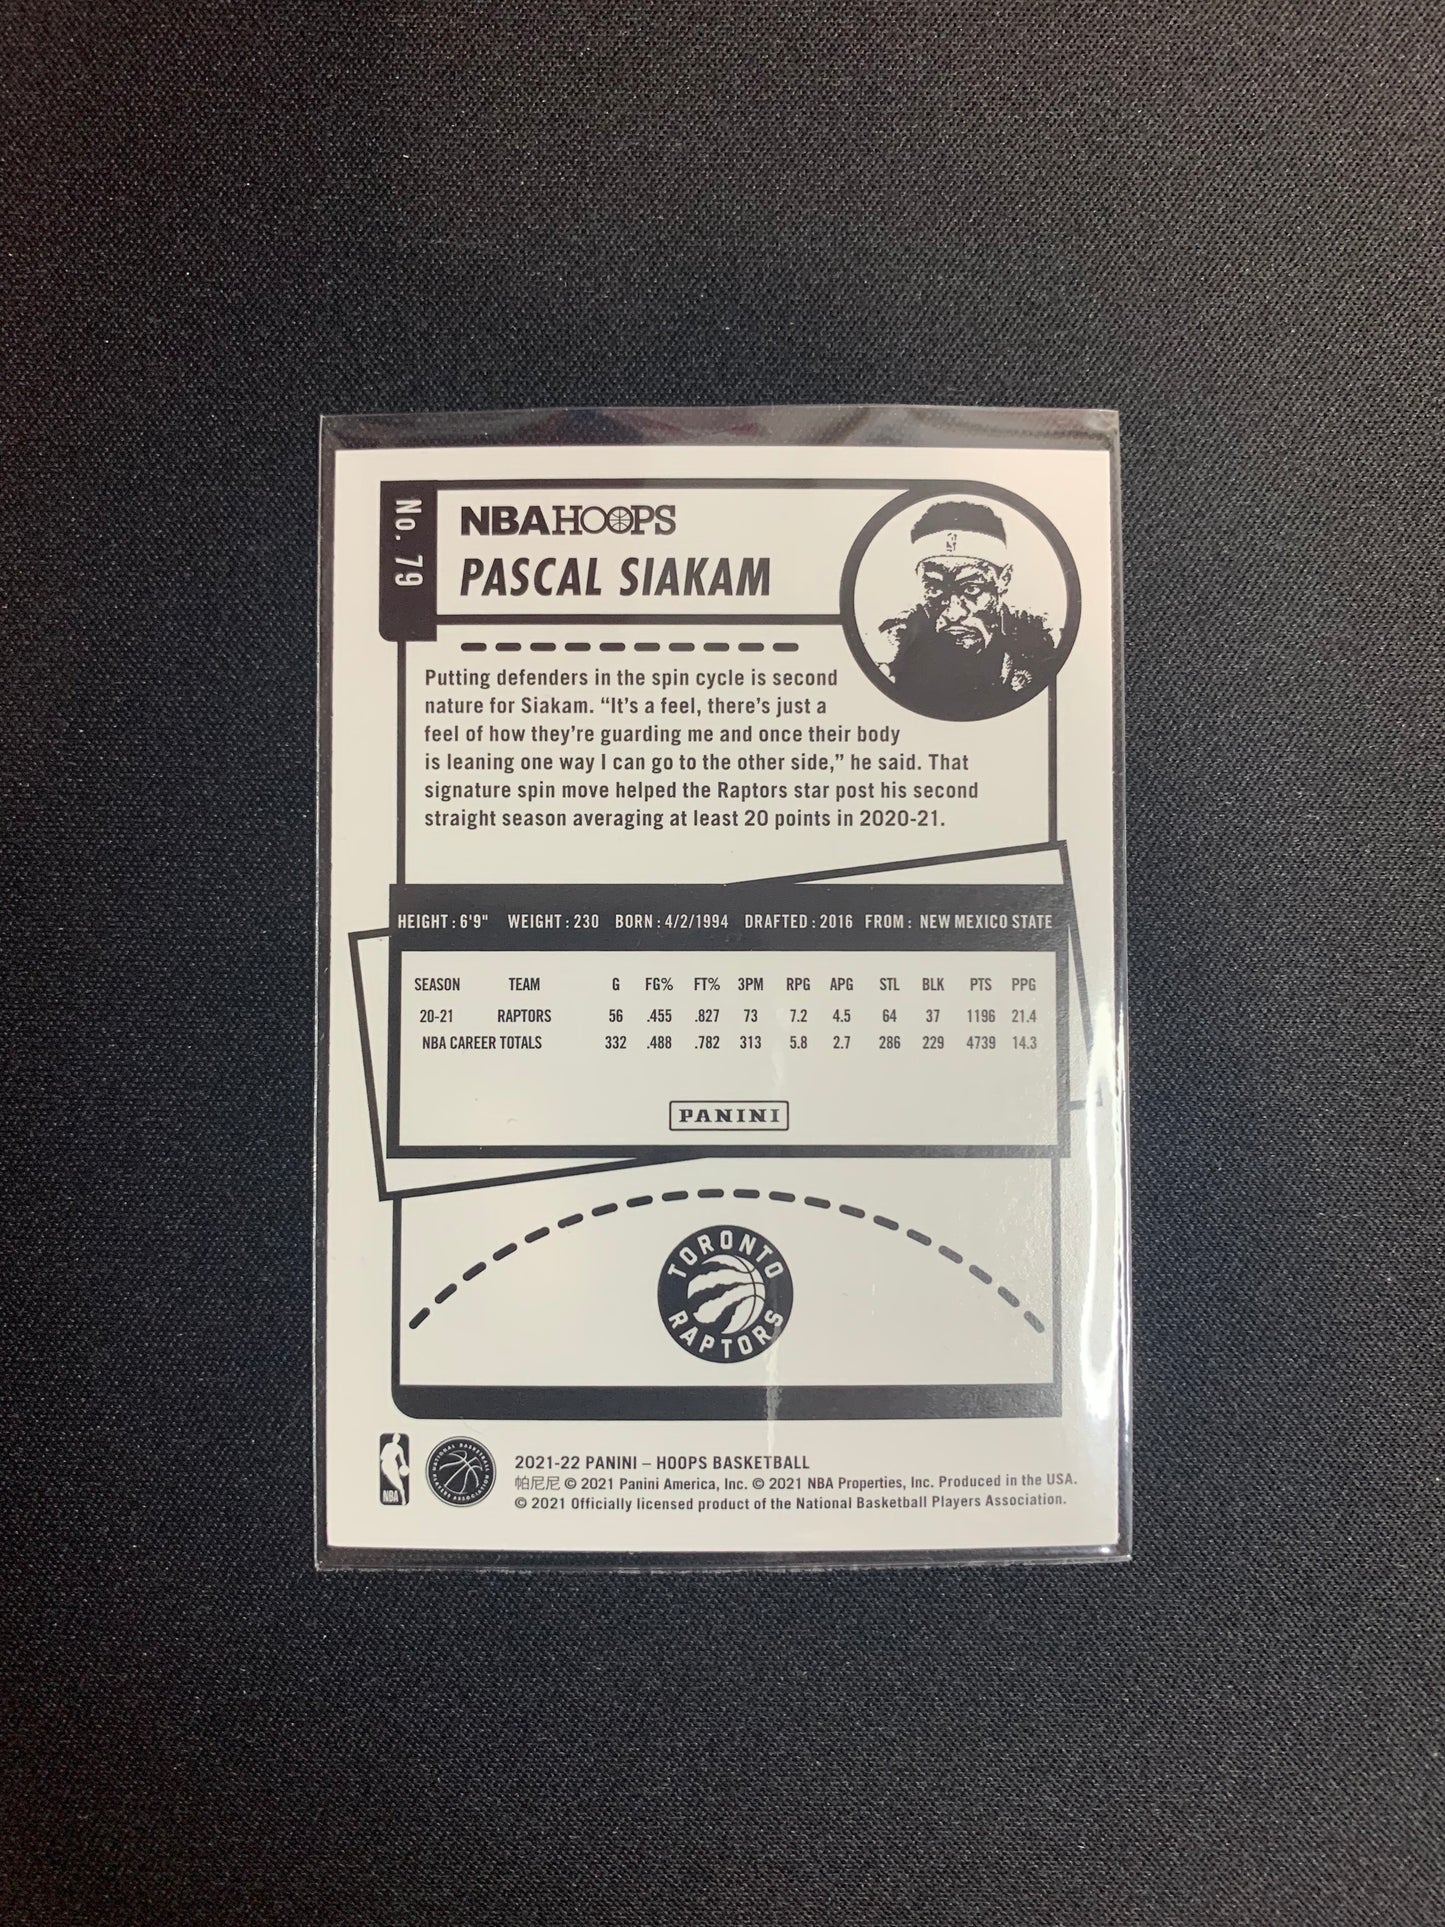 No. 79
NBA HOOPS
PASCAL SIAKAM
Putting defenders in the spin cycle is second
nature for Siakam. “It’s a feel, there’s just a
feel of how they’re guarding me and once their body
is leaning one way I can go to the other side,” he said. That
signature spin move helped the Raptors star post his second
straight season averaging at least 20 points in 2020-21.
HEIGHT : 6'9" WEIGHT : 230 BORN : 4/2/1994 DRAFTED : 2016 FROM : NEW MEXICO STATE
SEASON TEAM G FG% FT% 3PM RPG APG STL BLK PTS PPG
20-21 RAPTORS 56 .455 .827 73 7.2 4.5 64 37 1196 21.4
NBA CAREER TOTALS 332 .488 .782 313 5.8 2.7 286 229 4739 14.3
PANINI
TORONTO
RAPTORS
NBA
NATIONAL BASKETBALL
PLAYERS ASSOCIATION
2021-22 PANINI – HOOPS BASKETBALL
帕尼尼 © 2021 Panini America, Inc. © 2021 NBA Properties, Inc. Produced in the USA.
© 2021 Officially licensed product of the National Basketball Players Association.